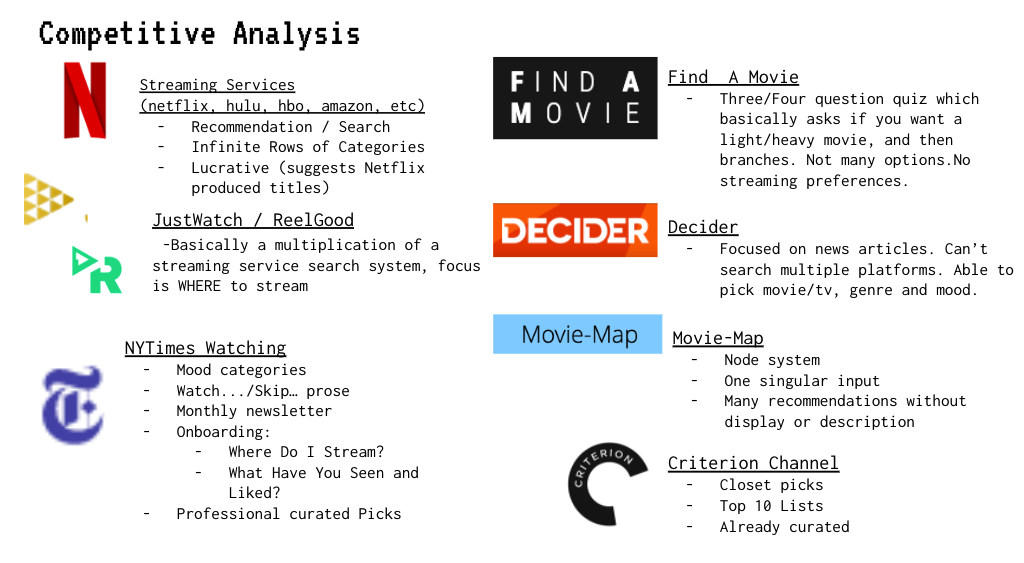 Competitive Analysis
Streaming Services
(netflix, hulu, hbo, amazon, etc)
- Recommendation / Search
- Infinite Rows of Categories
- Lucrative (suggests Netflix
produced titles)
JustWatch / ReelGood
-Basically a multiplication of a
streaming service search system, focus
is WHERE to stream
NYTimes Watching
- Mood categories
- Watch.../Skip… prose
- Monthly newsletter
- Onboarding:
- Where Do I Stream?
- What Have You Seen and
Liked?
- Professional curated Picks
FIND A
MOVIE
Find A Movie
- Three/Four question quiz which
basically asks if you want a
light/heavy movie, and then
branches. Not many options.No
streaming preferences.
DECIDER
Decider
- Focused on news articles. Can’t
search multiple platforms. Able to
pick movie/tv, genre and mood.
Movie-Map
Movie-Map
- Node system
- One singular input
- Many recommendations without
display or description
CRITERION
Criterion Channel
- Closet picks
- Top 10 Lists
- Already curated